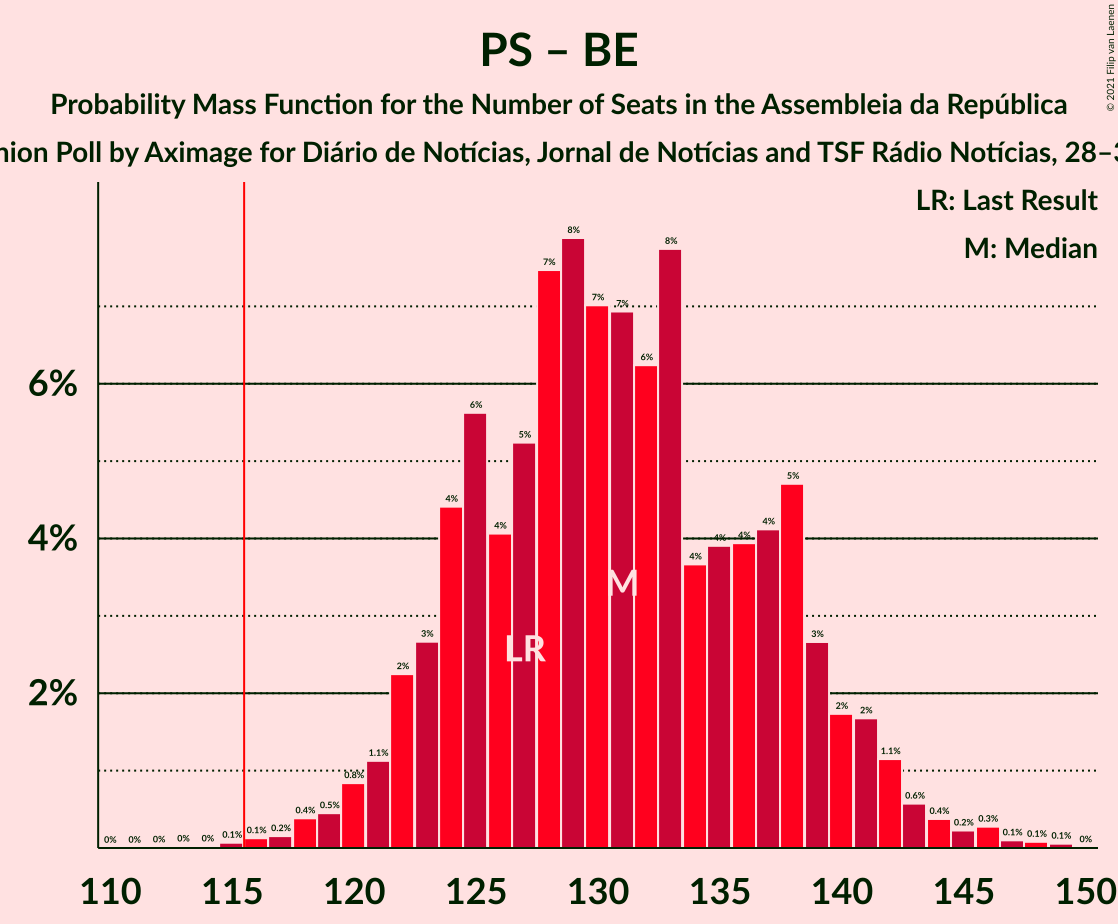 PS – BE
Probability Mass Function for the Number of Seats in the Assembleia da República
nion Poll by Aximage for Diário de Notícias, Jornal de Notícias and TSF Rádio Notícias, 28–3
© 2021 Filip van Laenen
LR: Last Result
M: Median
6%
4%
2%
0% 0% 0% 0% 0% 0.1% 0.1% 0.2% 0.4% 0.5% 0.8% 1.1% 2% 3% 4% 6% 4% 5% 7% 8% 7% 7% 6% 8% 4% 4% 4% 4% 5% 3% 2% 2% 1.1% 0.6% 0.4% 0.2% 0.3% 0.1% 0.1% 0.1% 0%
M
LR
110 115 120 125 130 135 140 145 150